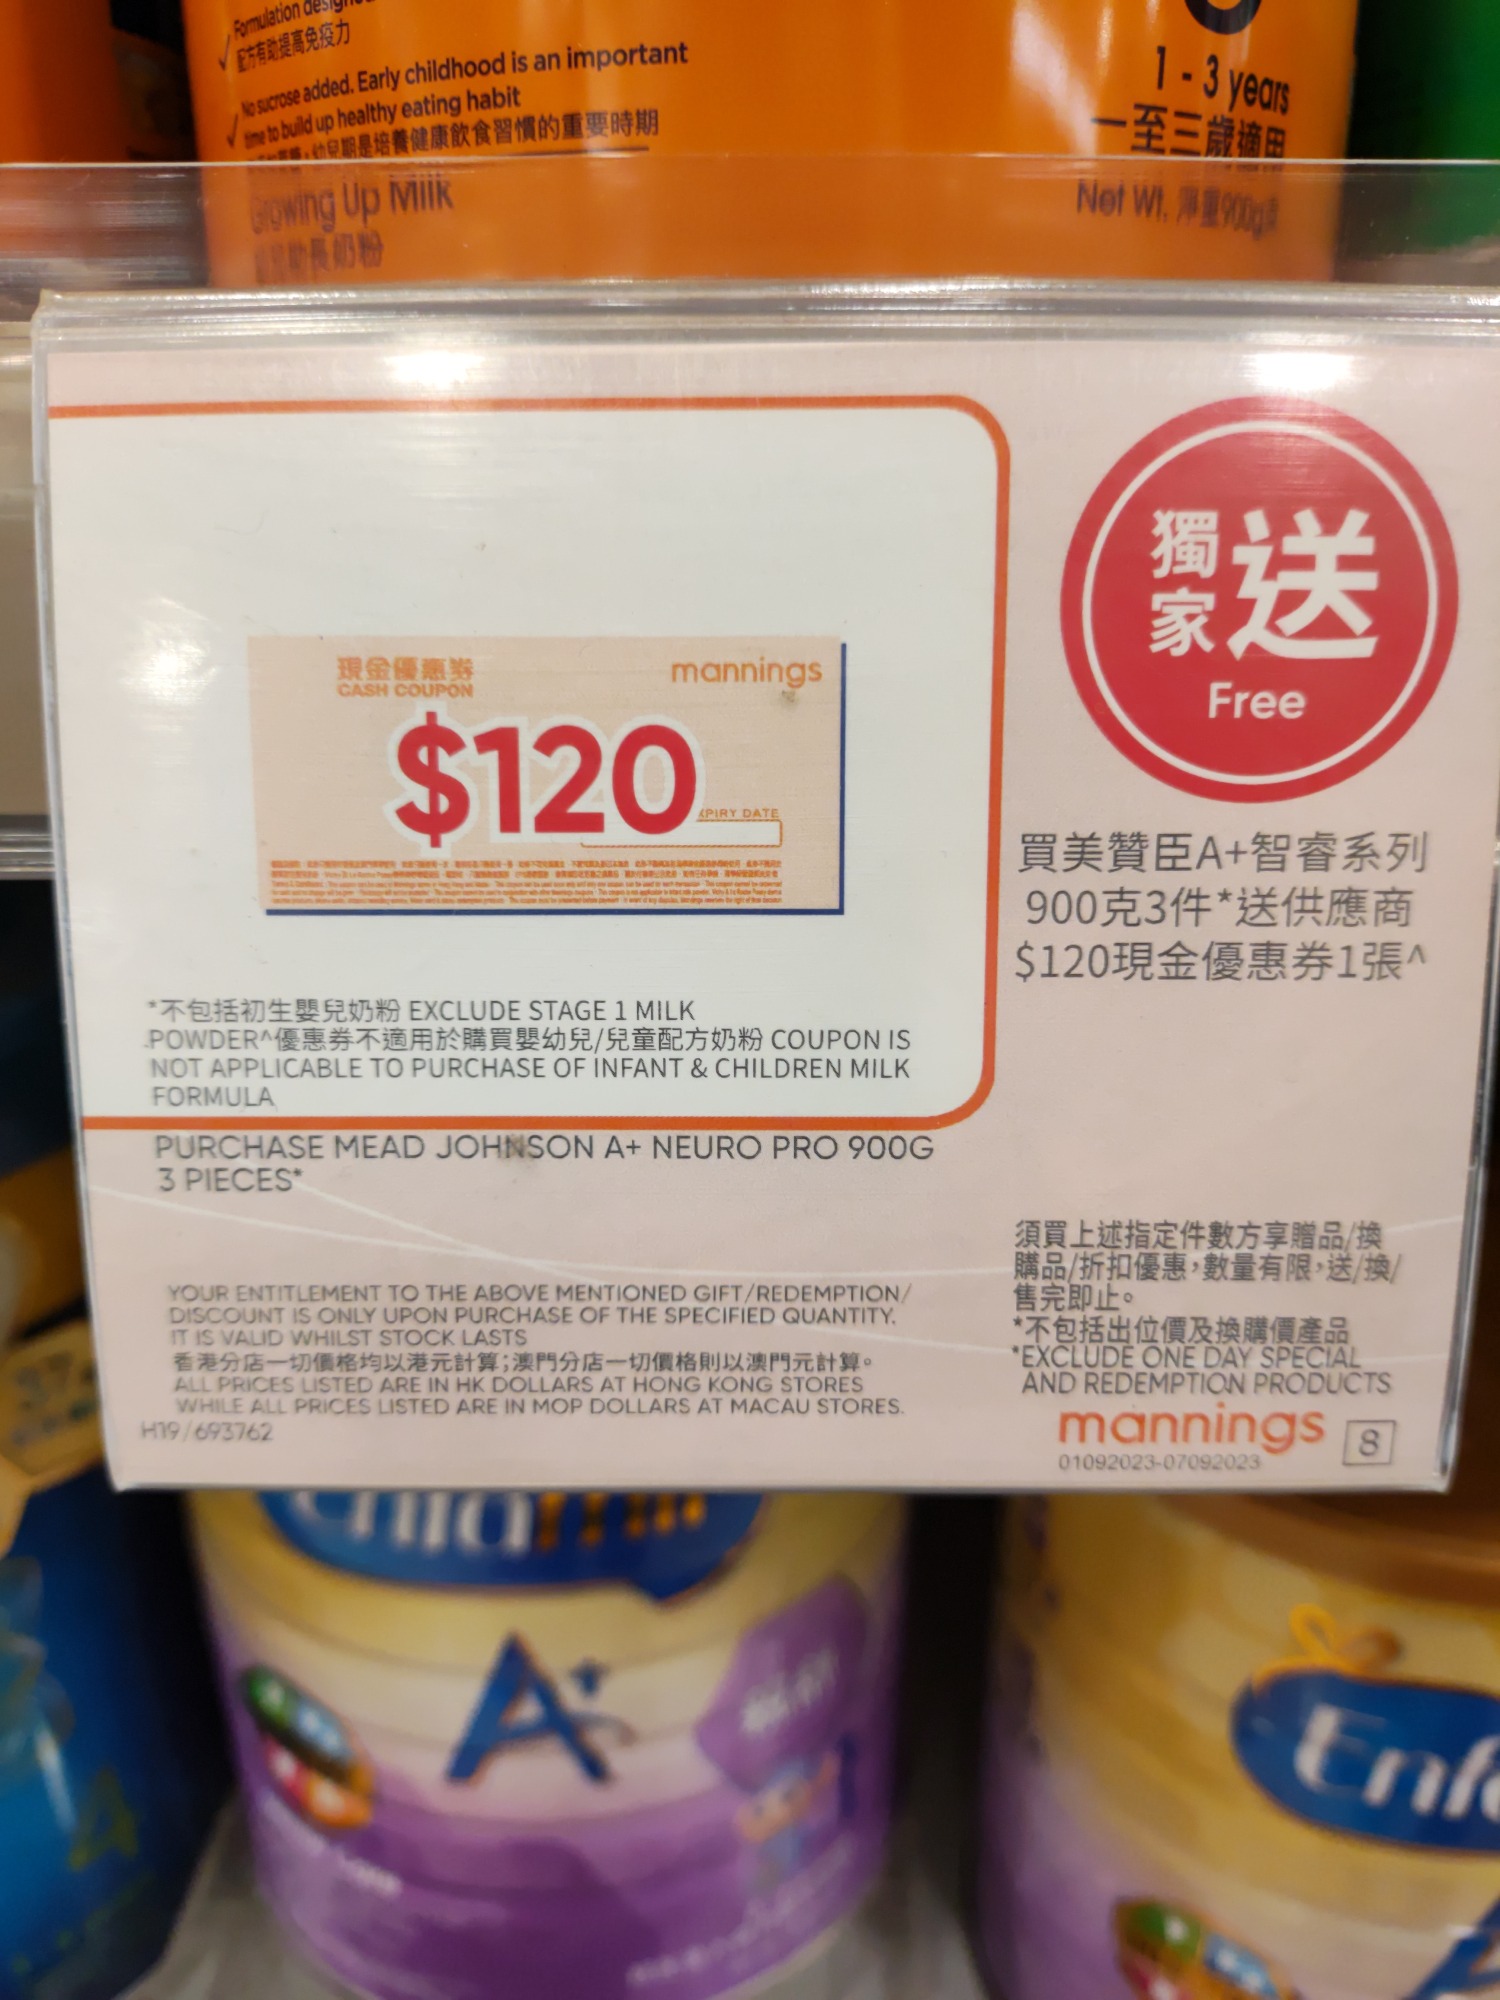 Formulation
配方有助提高免疫力
No sucrose added. Early childhood is an important
time to build up healthy eating habit
幼兒期是培養健康飲食習慣的重要時期
Growing Up Milk
助長奶粉
1 - 3 years
一至三歲適用
Net Wt. 淨重900g
現金優惠券
CASH COUPON
mannings
$120
PIRY DATE
獨家送
Free
買美贊臣A+智睿系列
900克3件*送供應商
$120現金優惠券1張^
*不包括初生嬰兒奶粉 EXCLUDE STAGE 1 MILK
POWDER^優惠券不適用於購買嬰幼兒/兒童配方奶粉 COUPON IS
NOT APPLICABLE TO PURCHASE OF INFANT & CHILDREN MILK
FORMULA
PURCHASE MEAD JOHNSON A+ NEURO PRO 900G
3 PIECES*
YOUR ENTITLEMENT TO THE ABOVE MENTIONED GIFT/REDEMPTION/
DISCOUNT IS ONLY UPON PURCHASE OF THE SPECIFIED QUANTITY.
IT IS VALID WHILST STOCK LASTS
香港分店一切價格均以港元計算;澳門分店一切價格則以澳門元計算。
ALL PRICES LISTED ARE IN HK DOLLARS AT HONG KONG STORES
WHILE ALL PRICES LISTED ARE IN MOP DOLLARS AT MACAU STORES.
H19/693762
須買上述指定件數方享贈品/換
購品/折扣優惠,數量有限,送/換/
售完即止。
*不包括出位價及換購價產品
*EXCLUDE ONE DAY SPECIAL
AND REDEMPTION PRODUCTS
mannings
8
01092023-07092023
A+
Enf